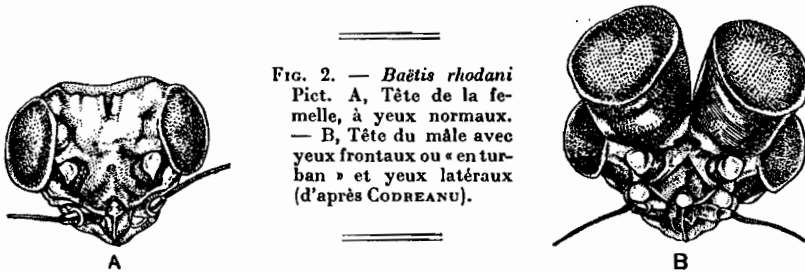 FIG. 2. — Baëtis rhodani
Pict. A, Tête de la fe-
melle, à yeux normaux.
— B, Tête du mâle avec
yeux frontaux ou « en tur-
ban » et yeux latéraux
(d'après CODREANU).
A
B